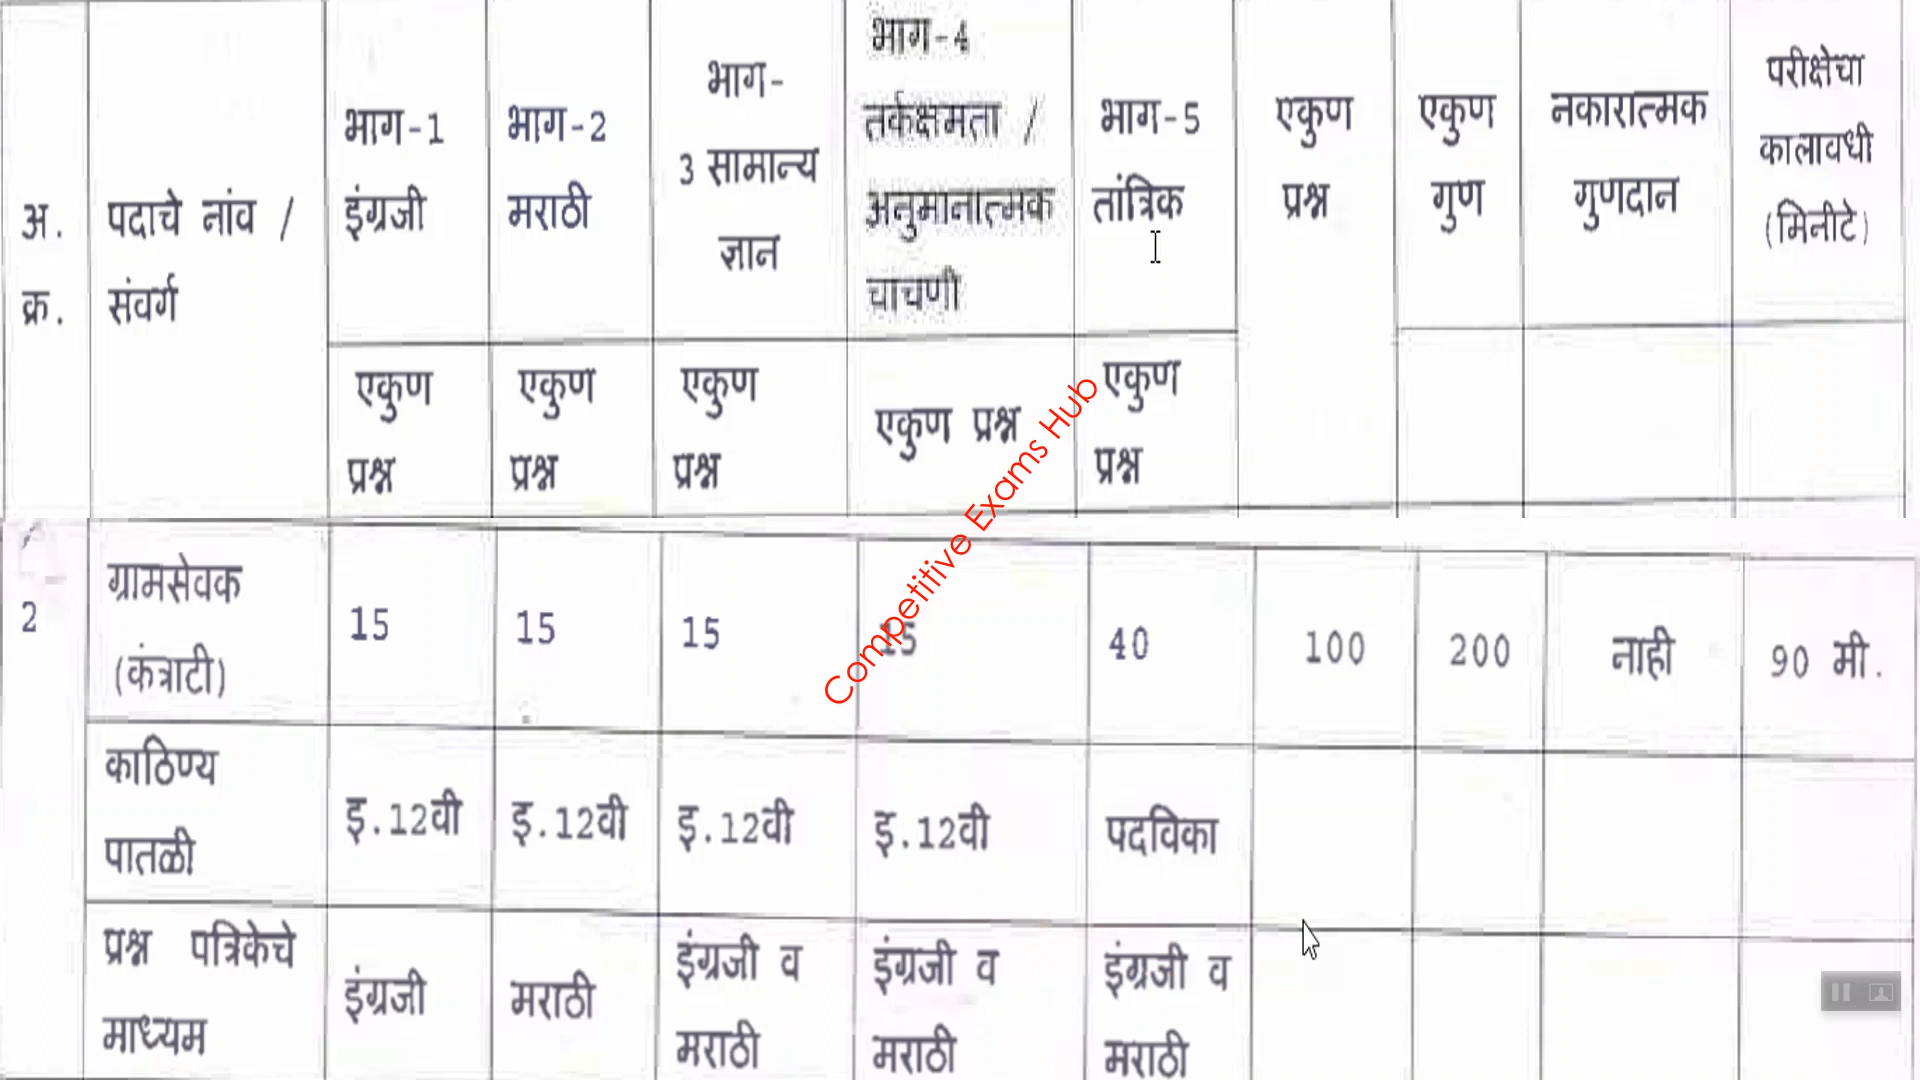 अ.
क्र.
पदाचे नांव /
संवर्ग
भाग-1
इंग्रजी
भाग-2
मराठी
भाग-
3 सामान्य
ज्ञान
भाग-4
तर्कक्षमता /
अनुमानात्मक
चाचणी
भाग-5
तांत्रिक
एकुण
प्रश्न
एकुण
गुण
नकारात्मक
गुणदान
परीक्षेचा
कालावधी
(मिनीटे)
एकुण
प्रश्न
एकुण
प्रश्न
एकुण
प्रश्न
एकुण प्रश्न
एकुण
प्रश्न
Competitive Exams Hub
2
ग्रामसेवक
(कंत्राटी)
15
15
15
15
40
100
200
नाही
90 मी.
काठिण्य
पातळी
इ.12वी
इ.12वी
इ.12वी
इ.12वी
पदविका
प्रश्न पत्रिकेचे
माध्यम
इंग्रजी
मराठी
इंग्रजी व
मराठी
इंग्रजी व
मराठी
इंग्रजी व
मराठी